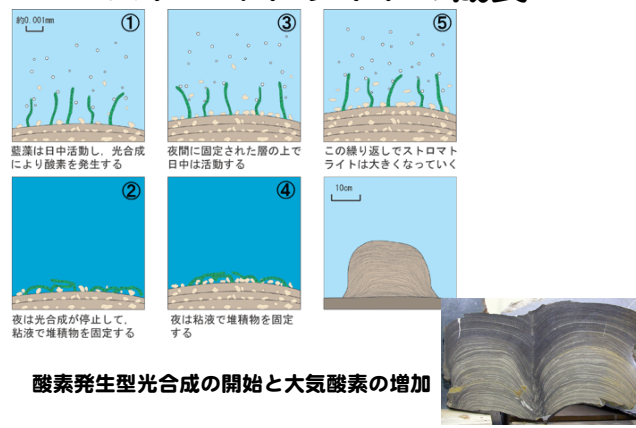 約0.001mm
①
藍藻は日中活動し，光合成
により酸素を発生する
③
夜間に固定された層の上で
日中は活動する
⑤
この繰り返しでストロマト
ライトは大きくなっていく
②
夜は光合成が停止して，
粘液で堆積物を固定する
④
夜は粘液で堆積物を固定
する
10cm
酸素発生型光合成の開始と大気酸素の増加